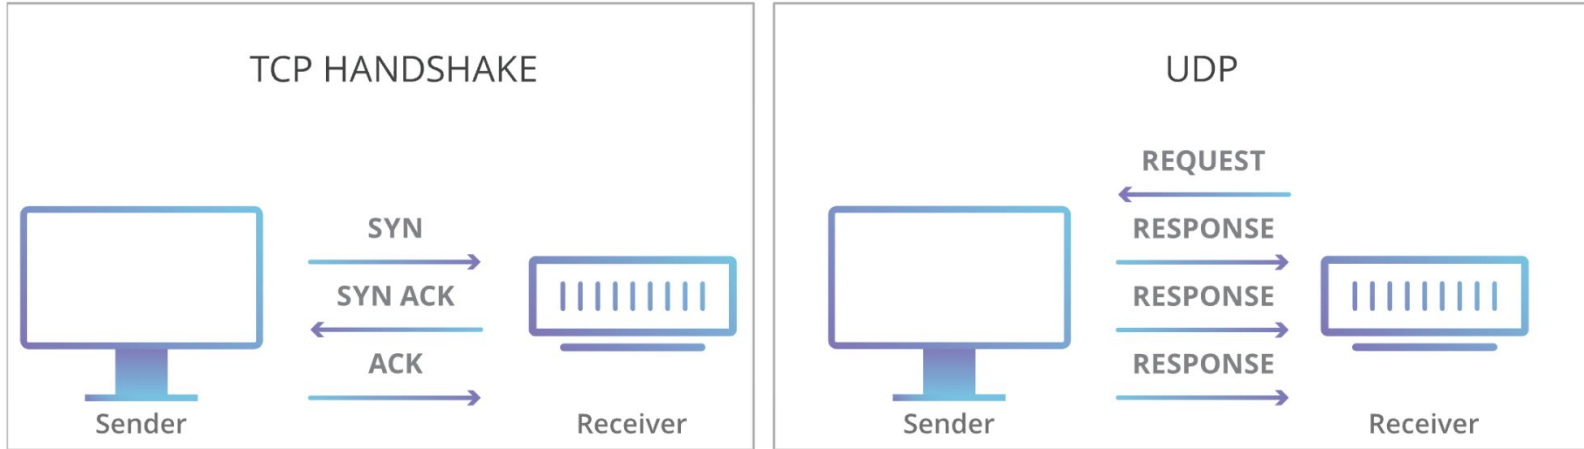 TCP HANDSHAKE
SYN
SYN ACK
ACK
Sender
Receiver
UDP
REQUEST
RESPONSE
RESPONSE
RESPONSE
Sender
Receiver